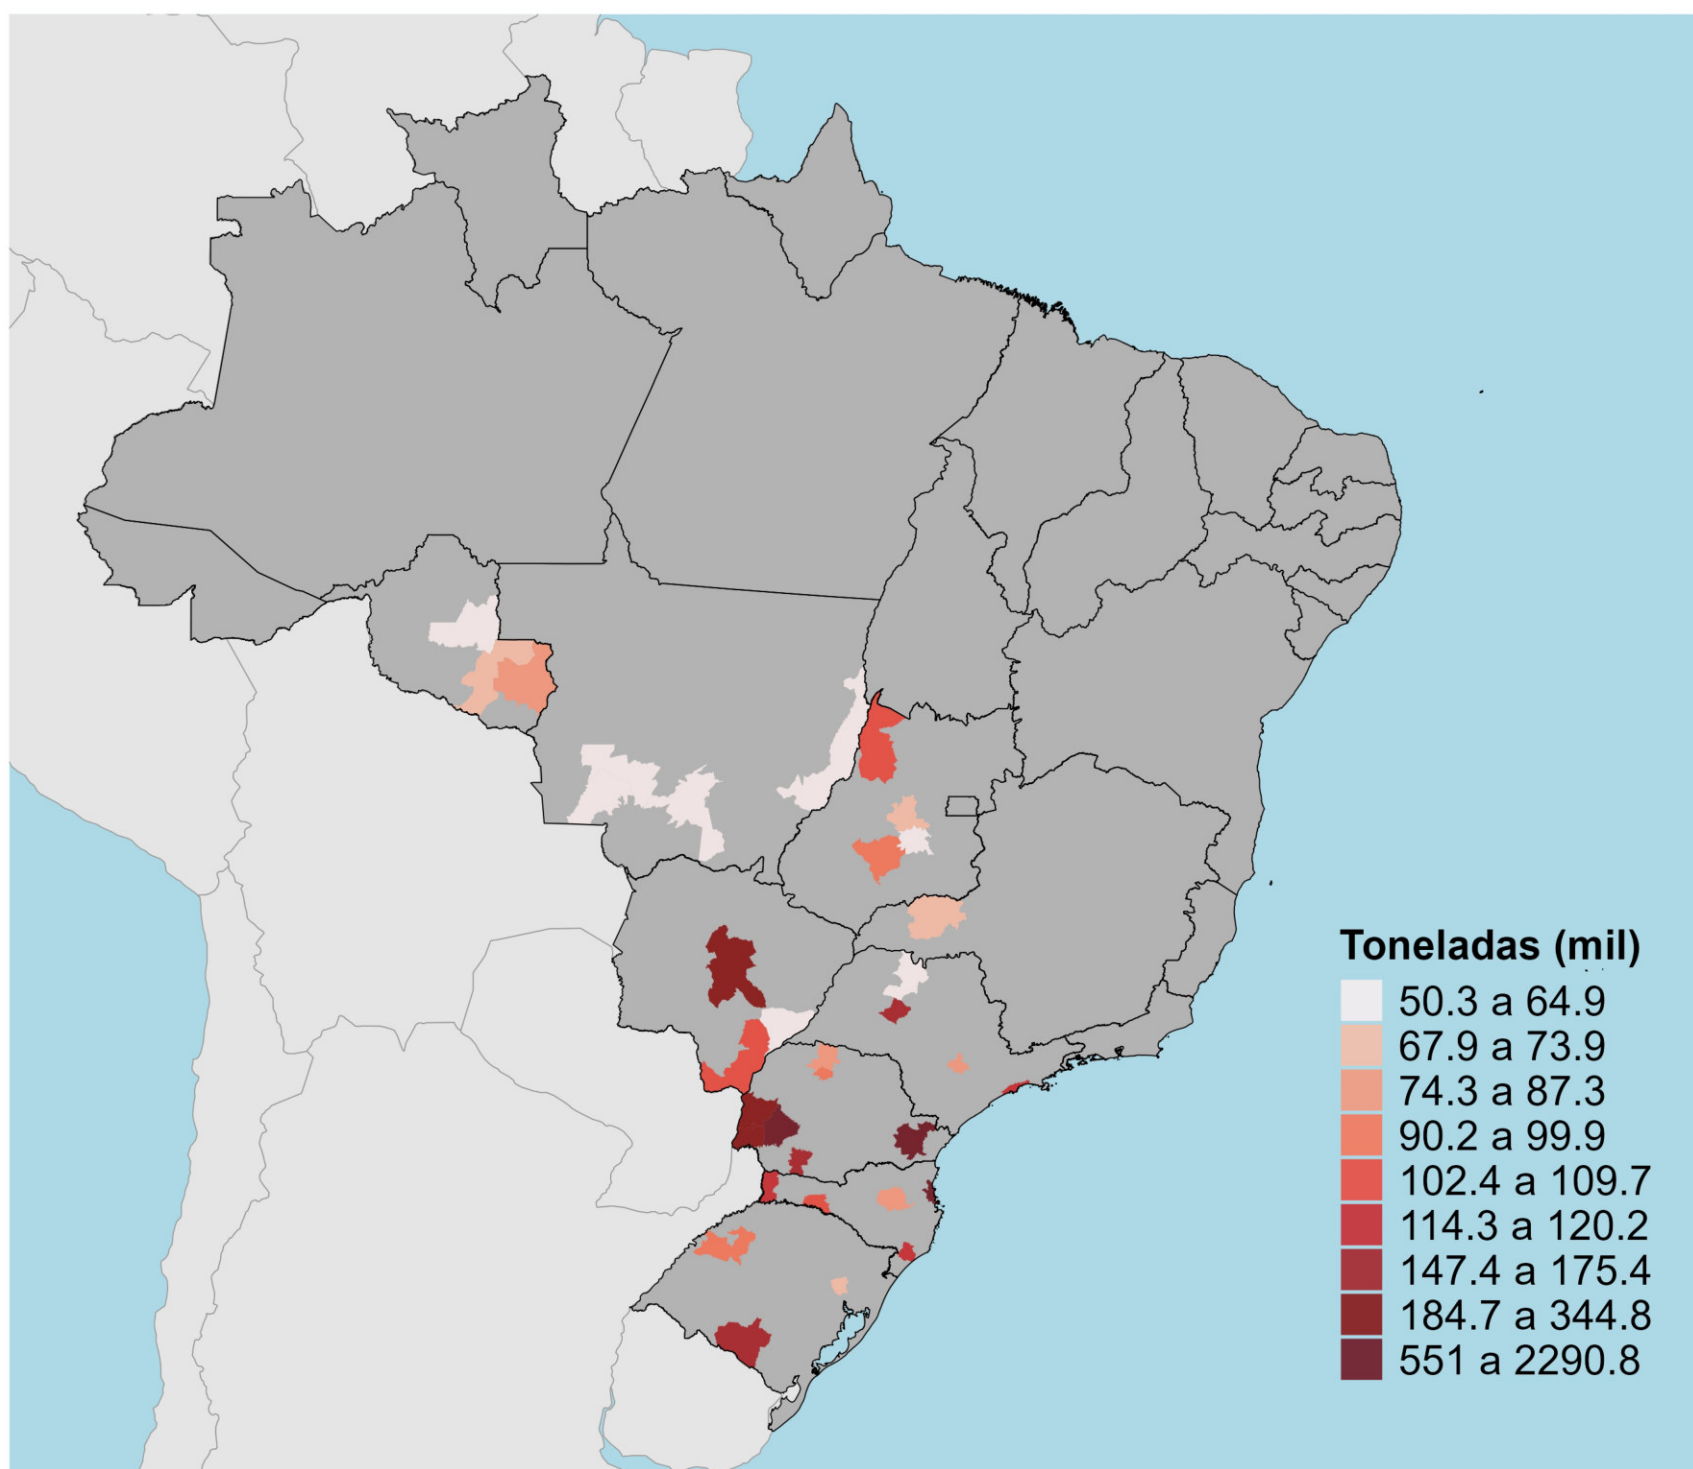 Toneladas (mil)
50.3 a 64.9
67.9 a 73.9
74.3 a 87.3
90.2 a 99.9
102.4 a 109.7
114.3 a 120.2
147.4 a 175.4
184.7 a 344.8
551 a 2290.8